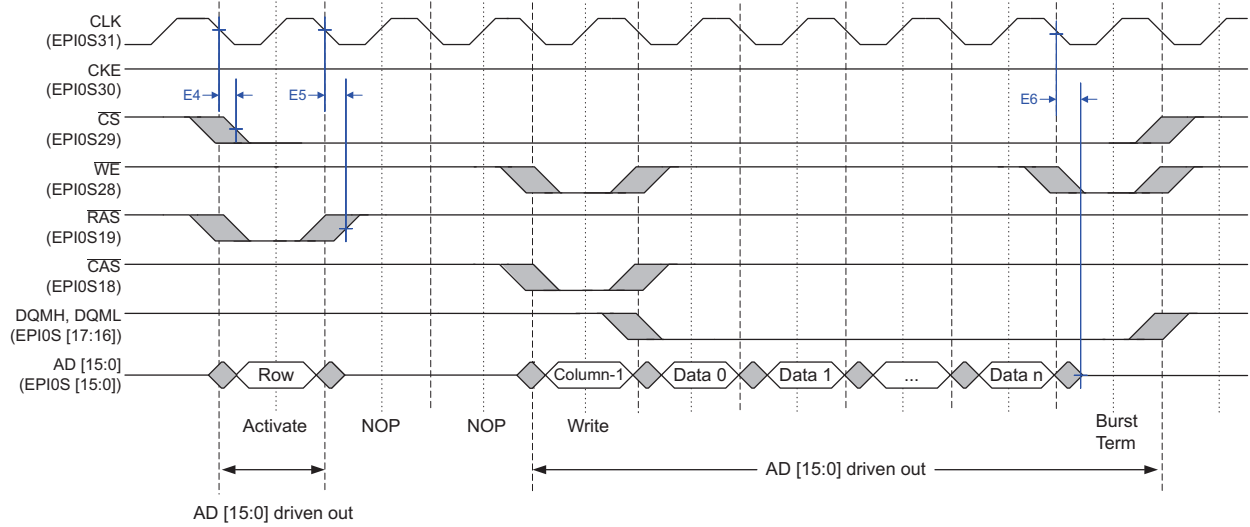 CLK
(EPI0S31)
CKE
(EPI0S30)
E4
E5
E6
CS
(EPI0S29)
WE
(EPI0S28)
RAS
(EPI0S19)
CAS
(EPI0S18)
DQMH, DQML
(EPI0S [17:16])
AD [15:0]
(EPI0S [15:0])
Row
Column-1
Data 0
Data 1
...
Data n
Activate
NOP
NOP
Write
Burst
Term
AD [15:0] driven out
AD [15:0] driven out